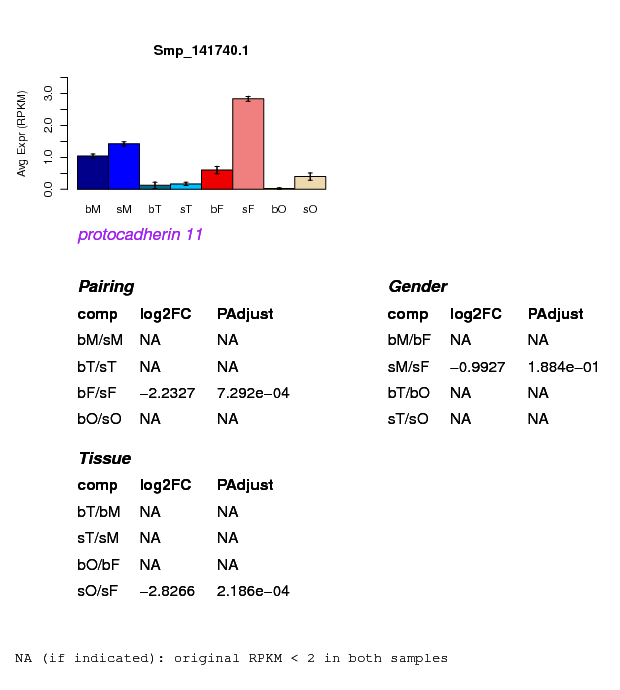 Smp_141740.1
Avg Expr (RPKM)
3.0
2.0
1.0
0.0
bM sM bT sT bF sF bO sO
protocadherin 11
Pairing
comp log2FC PAdjust
bM/sM NA NA
bT/sT NA NA
bF/sF −2.2327 7.292e−04
bO/sO NA NA
Gender
comp log2FC PAdjust
bM/bF NA NA
sM/sF −0.9927 1.884e−01
bT/bO NA NA
sT/sO NA NA
Tissue
comp log2FC PAdjust
bT/bM NA NA
sT/sM NA NA
bO/bF NA NA
sO/sF −2.8266 2.186e−04
NA (if indicated): original RPKM < 2 in both samples